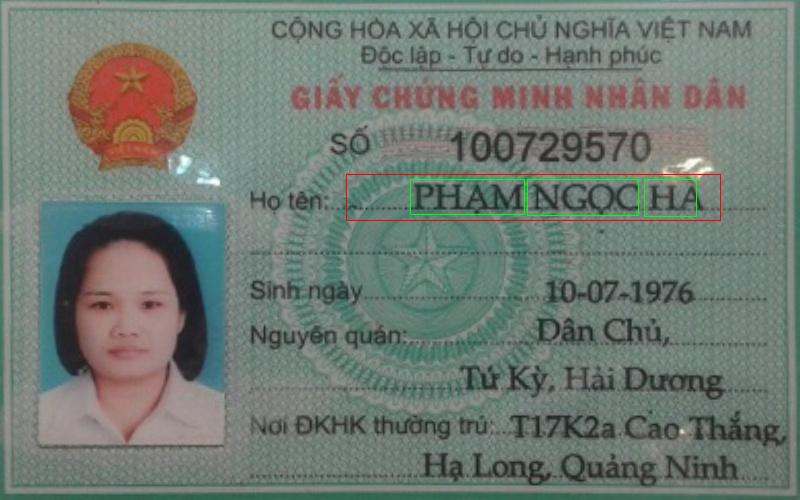 CỘNG HÒA XÃ HỘI CHỦ NGHĨA VIỆT NAM
Độc lập - Tự do - Hạnh phúc
GIẤY CHỨNG MINH NHÂN DÂN
SỐ 100729570
Họ tên: PHẠM NGỌC HÀ
Sinh ngày 10-07-1976
Nguyên quán: Dân Chủ,
Tứ Kỳ, Hải Dương
Nơi ĐKHK thường trú: T17K2a Cao Thắng,
Hạ Long, Quảng Ninh